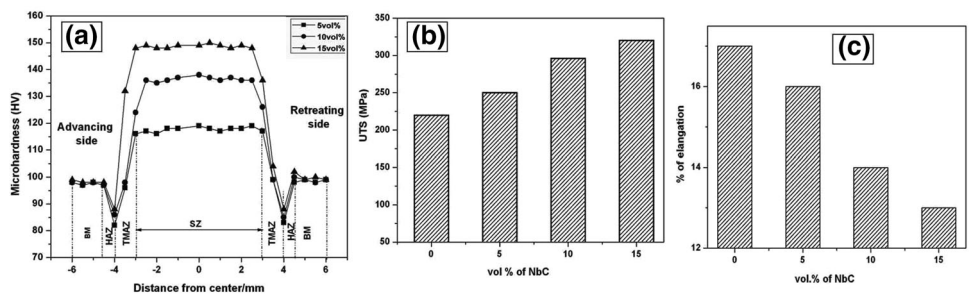 (a)
5vol%
10vol%
15vol%
Microhardness (HV)
160
150
140
130
120
110
100
90
80
70
Advancing
side
Retreating
side
BM
HAZ
TMAZ
SZ
TMAZ
HAZ
BM
-6 -4 -2 0 2 4 6
Distance from center/mm
(b)
UTS (MPa)
400
350
300
250
200
150
100
50
0 5 10 15
vol % of NbC
(c)
% of elangation
16
14
12
0 5 10 15
vol.% of NbC